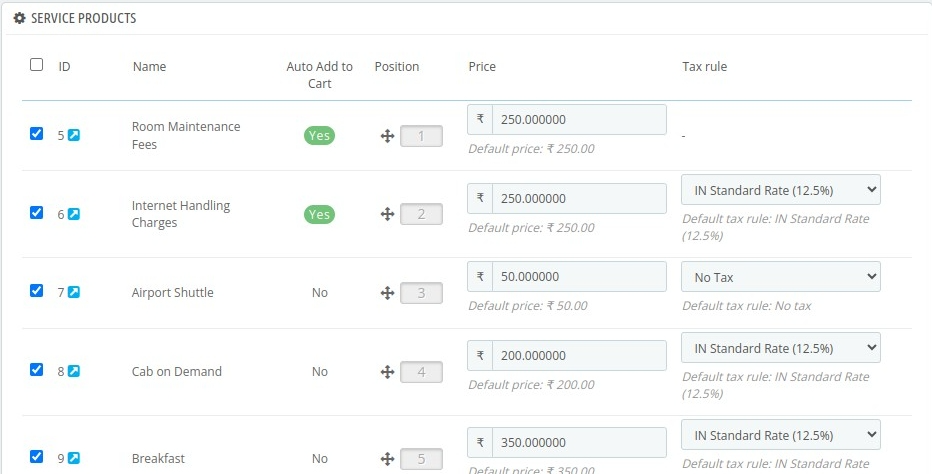 SERVICE PRODUCTS
ID Name Auto Add to Cart Position Price Tax rule
5 Room Maintenance Fees Yes 1 ₹ 250.000000 -
Default price: ₹ 250.00
6 Internet Handling Charges Yes 2 ₹ 250.000000 IN Standard Rate (12.5%)
Default price: ₹ 250.00 Default tax rule: IN Standard Rate (12.5%)
7 Airport Shuttle No 3 ₹ 50.000000 No Tax
Default price: ₹ 50.00 Default tax rule: No tax
8 Cab on Demand No 4 ₹ 200.000000 IN Standard Rate (12.5%)
Default price: ₹ 200.00 Default tax rule: IN Standard Rate (12.5%)
9 Breakfast No 5 ₹ 350.000000 IN Standard Rate (12.5%)
Default price: ₹ 350.00 Default tax rule: IN Standard Rate